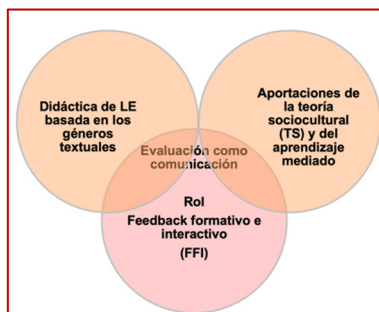 Didáctica de LE
basada en los
géneros
textuales
Aportaciones de
la teoría
sociocultural
(TS) y del
aprendizaje
mediado
Evaluación como
comunicación
Rol
Feedback formativo e
interactivo
(FFI)